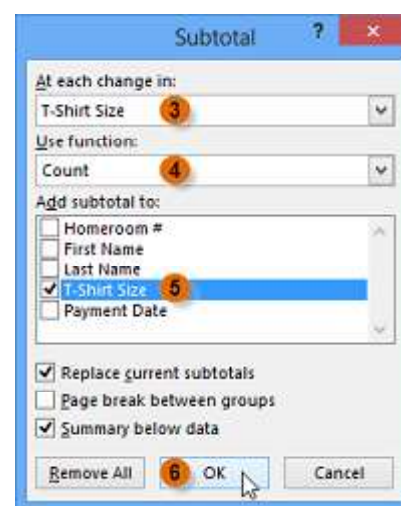 Subtotal ? ×
At each change in:
T-Shirt Size 3
Use function:
Count 4
Add subtotal to:
Homeroom #
First Name
Last Name
T-Shirt Size 5
Payment Date
Replace current subtotals
Page break between groups
Summary below data
Remove All 6 OK Cancel